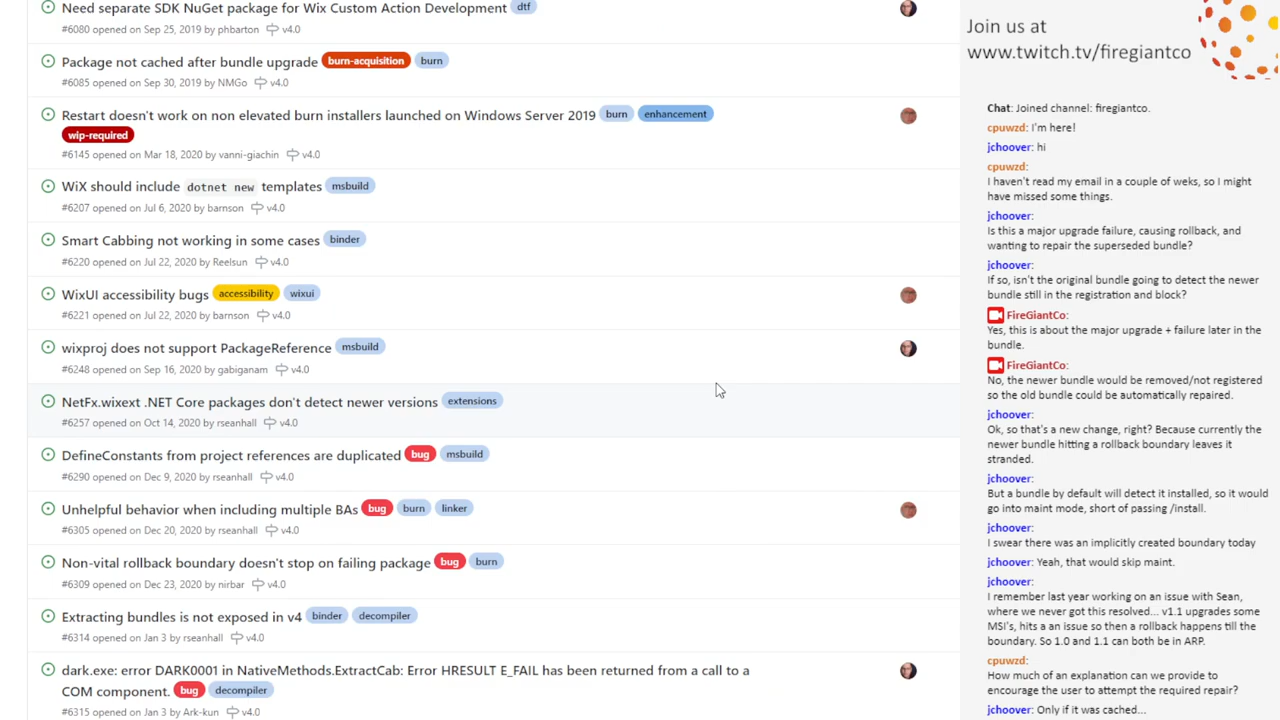 Need separate SDK NuGet package for Wix Custom Action Development dtf
#6080 opened on Sep 25, 2019 by phbarton v4.0
Package not cached after bundle upgrade burn-acquisition burn
#6085 opened on Sep 30, 2019 by NMGo v4.0
Restart doesn't work on non elevated burn installers launched on Windows Server 2019 burn enhancement
wip-required
#6145 opened on Mar 18, 2020 by vanni-giachin v4.0
WiX should include dotnet new templates msbuild
#6207 opened on Jul 6, 2020 by barnson v4.0
Smart Cabbing not working in some cases binder
#6220 opened on Jul 22, 2020 by Reelsun v4.0
WixUI accessibility bugs accessibility wixui
#6221 opened on Jul 22, 2020 by barnson v4.0
wixproj does not support PackageReference msbuild
#6248 opened on Sep 16, 2020 by gabiganam v4.0
NetFx.wixext .NET Core packages don't detect newer versions extensions
#6257 opened on Oct 14, 2020 by rseanhall v4.0
DefineConstants from project references are duplicated bug msbuild
#6290 opened on Dec 9, 2020 by rseanhall v4.0
Unhelpful behavior when including multiple BAs bug burn linker
#6305 opened on Dec 20, 2020 by rseanhall v4.0
Non-vital rollback boundary doesn't stop on failing package bug burn
#6309 opened on Dec 23, 2020 by nirbar v4.0
Extracting bundles is not exposed in v4 binder decompiler
#6314 opened on Jan 3 by rseanhall v4.0
dark.exe: error DARK0001 in NativeMethods.ExtractCab: Error HRESULT E_FAIL has been returned from a call to a
COM component. bug decompiler
#6315 opened on Jan 3 by Ark-kun v4.0
Join us at
www.twitch.tv/firegiantco
Chat: Joined channel: firegiantco.
cpuwzd: I'm here!
jchoover: hi
cpuwzd:
I haven't read my email in a couple of weks, so I might
have missed some things.
jchoover:
Is this a major upgrade failure, causing rollback, and
wanting to repair the superseded bundle?
jchoover:
If so, isn't the original bundle going to detect the newer
bundle still in the registration and block?
FireGiantCo:
Yes, this is about the major upgrade + failure later in the
bundle.
FireGiantCo:
No, the newer bundle would be removed/not registered
so the old bundle could be automatically repaired.
jchoover:
Ok, so that's a new change, right? Because currently the
newer bundle hitting a rollback boundary leaves it
stranded.
jchoover:
But a bundle by default will detect it installed, so it would
go into maint mode, short of passing /install.
jchoover:
I swear there was an implicitly created boundary today
jchoover: Yeah, that would skip maint.
jchoover:
I remember last year working on an issue with Sean,
where we never got this resolved... v1.1 upgrades some
MSI's, hits a an issue so then a rollback happens till the
boundary. So 1.0 and 1.1 can both be in ARP.
cpuwzd:
How much of an explanation can we provide to
encourage the user to attempt the required repair?
jchoover: Only if it was cached...